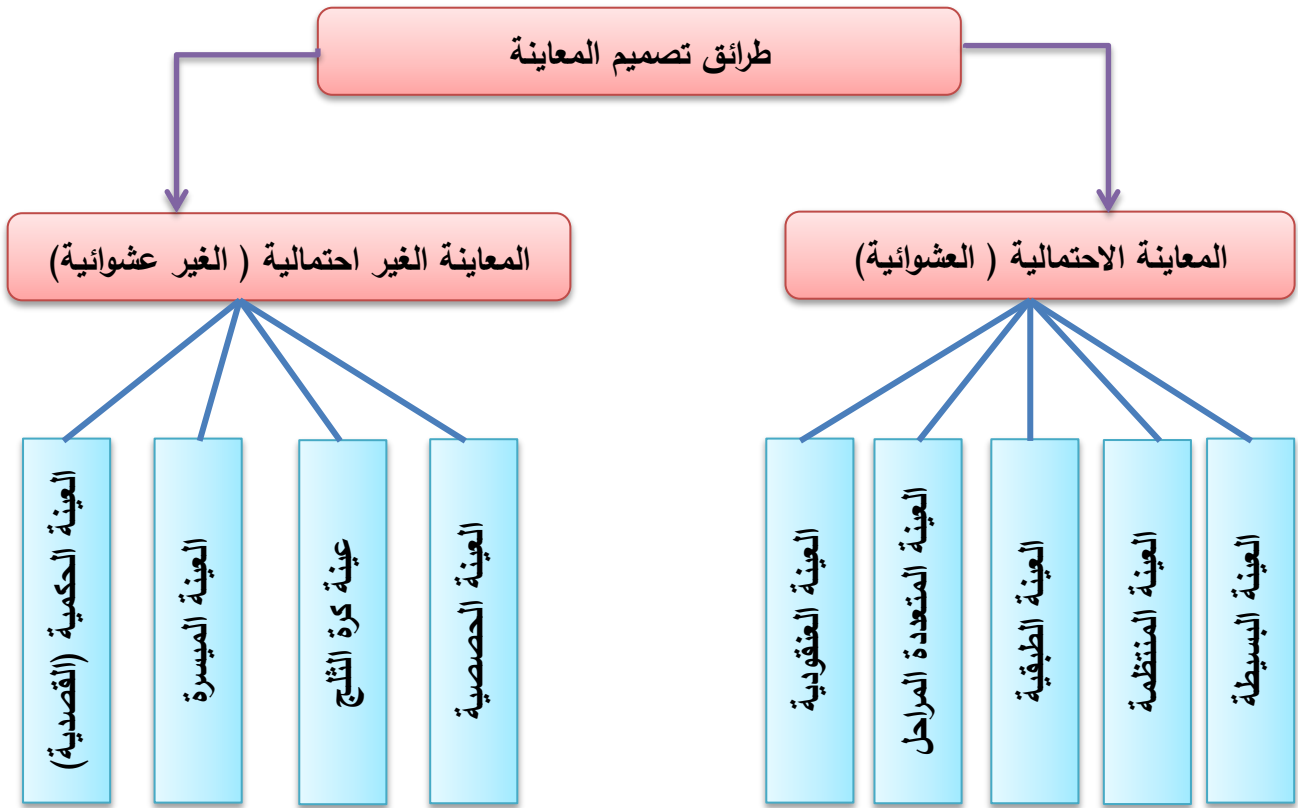 طرائق تصميم المعاينة
المعاينة الاحتمالية ( العشوائية)
المعاينة الغير احتمالية ( الغير عشوائية)
العينة البسيطة
العينة المنتظمة
العينة الطبقية
العينة المتعددة المراحل
العينة العنقودية
العينة الحصصية
عينة كرة الثلج
العينة الميسرة
العينة الحكمية (القصدية)